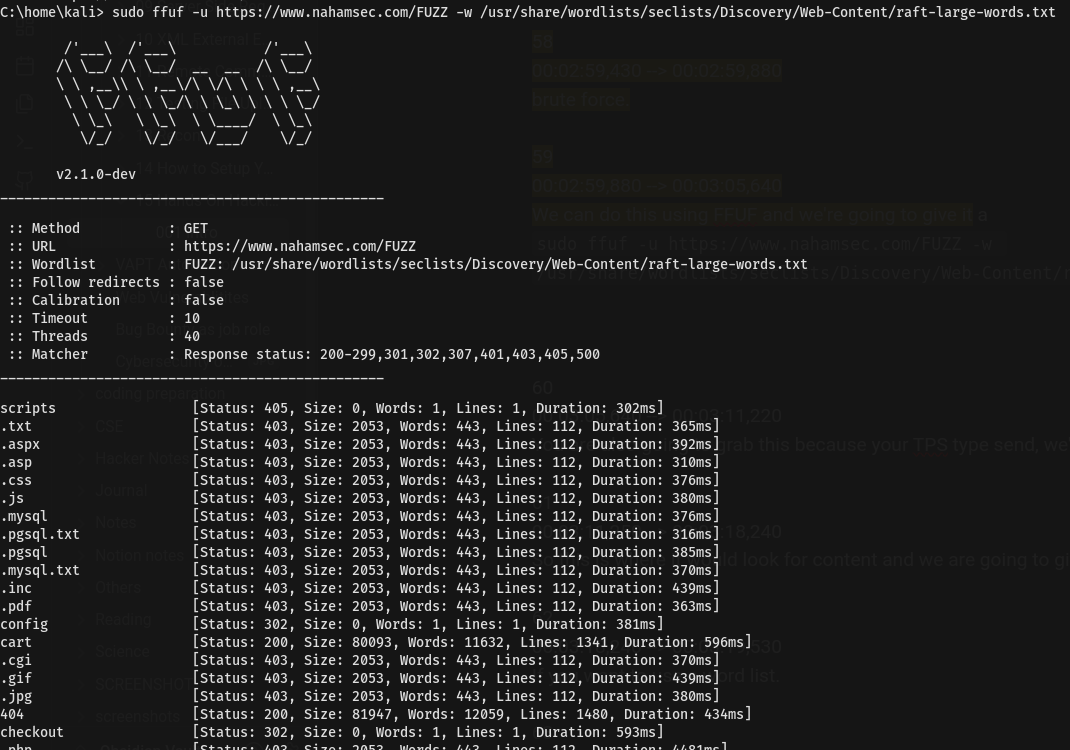 C:\home\kali> sudo ffuf -u https://www.nahamsec.com/FUZZ -w /usr/share/wordlists/seclists/Discovery/Web-Content/raft-large-words.txt
v2.1.0-dev
:: Method : GET
:: URL : https://www.nahamsec.com/FUZZ
:: Wordlist : FUZZ: /usr/share/wordlists/seclists/Discovery/Web-Content/raft-large-words.txt
:: Follow redirects : false
:: Calibration : false
:: Timeout : 10
:: Threads : 40
:: Matcher : Response status: 200-299,301,302,307,401,403,405,500
scripts [Status: 405, Size: 0, Words: 1, Lines: 1, Duration: 302ms]
.txt [Status: 403, Size: 2053, Words: 443, Lines: 112, Duration: 365ms]
.aspx [Status: 403, Size: 2053, Words: 443, Lines: 112, Duration: 392ms]
.asp [Status: 403, Size: 2053, Words: 443, Lines: 112, Duration: 310ms]
.css [Status: 403, Size: 2053, Words: 443, Lines: 112, Duration: 376ms]
.js [Status: 403, Size: 2053, Words: 443, Lines: 112, Duration: 380ms]
.mysql [Status: 403, Size: 2053, Words: 443, Lines: 112, Duration: 376ms]
.pgsql.txt [Status: 403, Size: 2053, Words: 443, Lines: 112, Duration: 316ms]
.pgsql [Status: 403, Size: 2053, Words: 443, Lines: 112, Duration: 385ms]
.mysql.txt [Status: 403, Size: 2053, Words: 443, Lines: 112, Duration: 370ms]
.inc [Status: 403, Size: 2053, Words: 443, Lines: 112, Duration: 439ms]
.pdf [Status: 403, Size: 2053, Words: 443, Lines: 112, Duration: 363ms]
config [Status: 302, Size: 0, Words: 1, Lines: 1, Duration: 381ms]
cart [Status: 200, Size: 80093, Words: 11632, Lines: 1341, Duration: 596ms]
.cgi [Status: 403, Size: 2053, Words: 443, Lines: 112, Duration: 370ms]
.gif [Status: 403, Size: 2053, Words: 443, Lines: 112, Duration: 439ms]
.jpg [Status: 403, Size: 2053, Words: 443, Lines: 112, Duration: 380ms]
404 [Status: 200, Size: 81947, Words: 12059, Lines: 1480, Duration: 434ms]
checkout [Status: 302, Size: 0, Words: 1, Lines: 1, Duration: 593ms]
.php [Status: 403, Size: 2053, Words: 443, Lines: 112, Duration: 4481ms]